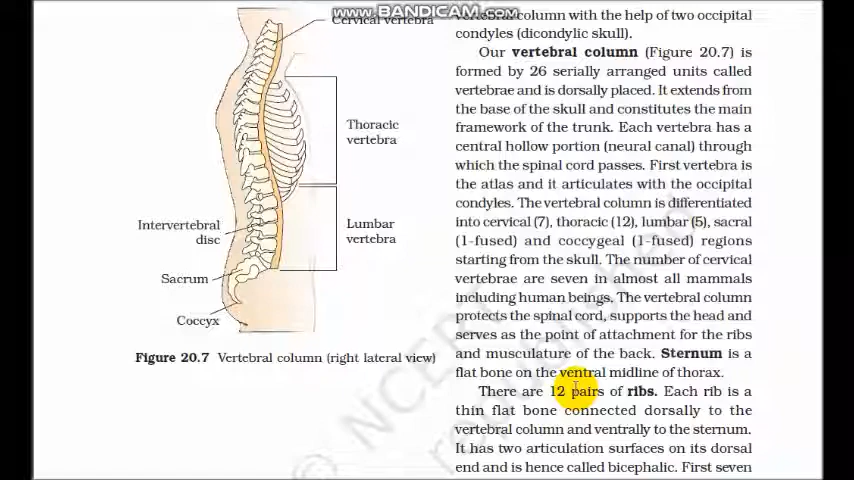 WWW.BANDICAM.COM
Cervical vertebra
Thoracic
vertebra
Intervertebral
disc
Lumbar
vertebra
Sacrum
Coccyx
Figure 20.7 Vertebral column (right lateral view)
vertebral column with the help of two occipital
condyles (dicondylic skull).
Our vertebral column (Figure 20.7) is
formed by 26 serially arranged units called
vertebrae and is dorsally placed. It extends from
the base of the skull and constitutes the main
framework of the trunk. Each vertebra has a
central hollow portion (neural canal) through
which the spinal cord passes. First vertebra is
the atlas and it articulates with the occipital
condyles. The vertebral column is differentiated
into cervical (7), thoracic (12), lumbar (5), sacral
(1-fused) and coccygeal (1-fused) regions
starting from the skull. The number of cervical
vertebrae are seven in almost all mammals
including human beings. The vertebral column
protects the spinal cord, supports the head and
serves as the point of attachment for the ribs
and musculature of the back. Sternum is a
flat bone on the ventral midline of thorax.
There are 12 pairs of ribs. Each rib is a
thin flat bone connected dorsally to the
vertebral column and ventrally to the sternum.
It has two articulation surfaces on its dorsal
end and is hence called bicephalic. First seven
© NCERT
republished